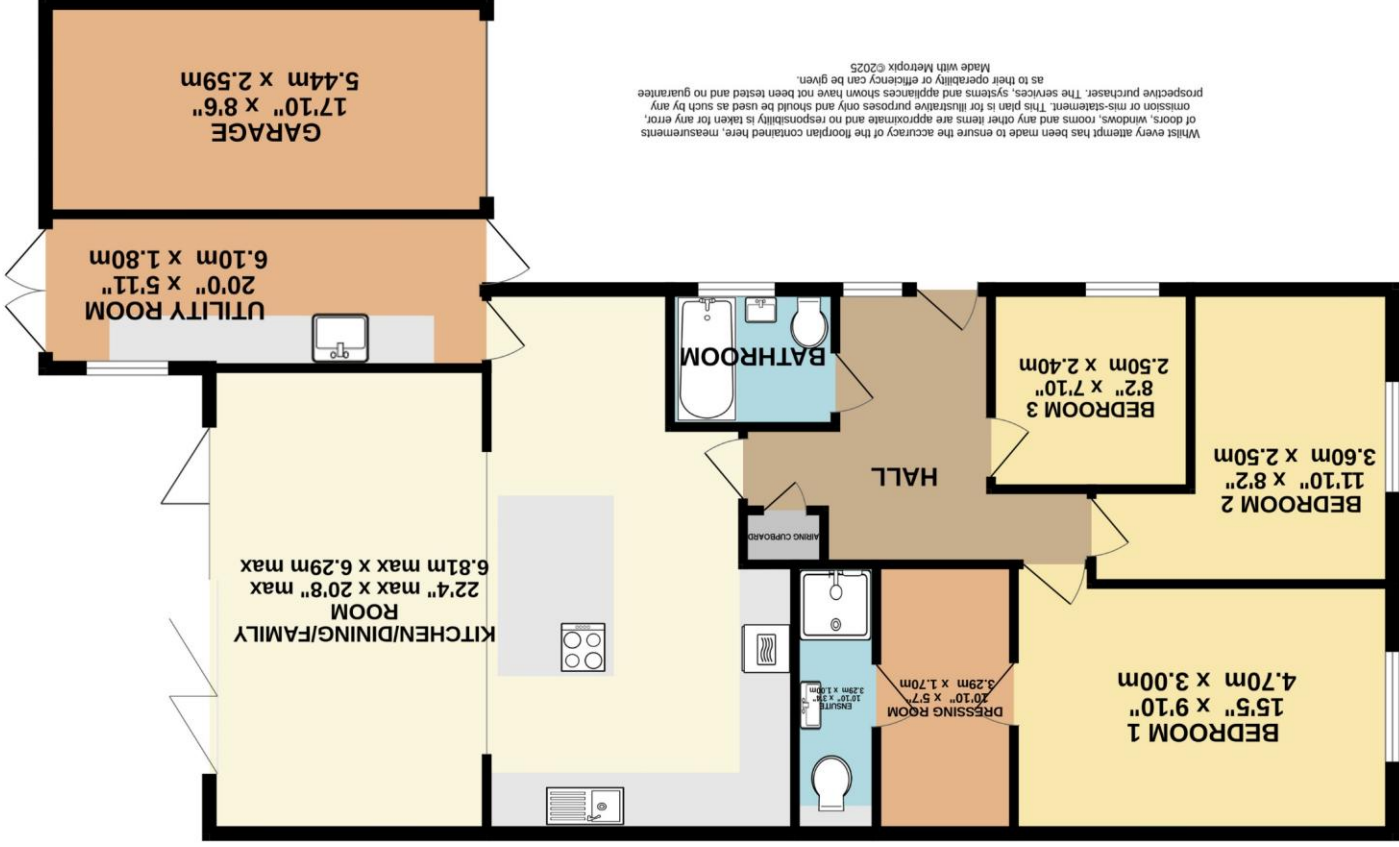 BEDROOM 1
15'5" x 9'10"
4.70m x 3.00m
DRESSING ROOM
10'10" x 5'7"
3.29m x 1.70m
ENSUITE
10'10" x 3'4"
3.29m x 1.00m
KITCHEN/DINING/FAMILY
ROOM
22'4" max x 20'8" max
6.81m max x 6.29m max
BEDROOM 2
11'10" x 8'2"
3.60m x 2.50m
AIRING CUPBOARD
HALL
BEDROOM 3
8'2" x 7'10"
2.50m x 2.40m
BATHROOM
UTILITY ROOM
20'0" x 5'11"
6.10m x 1.80m
GARAGE
17'10" x 8'6"
5.44m x 2.59m
Whilst every attempt has been made to ensure the accuracy of the floorplan contained here, measurements
of doors, windows, rooms and any other items are approximate and no responsibility is taken for any error,
omission or mis-statement. This plan is for illustrative purposes only and should be used as such by any
prospective purchaser. The services, systems and appliances shown have not been tested and no guarantee
as to their operability or efficiency can be given.
Made with Metropix ©2025